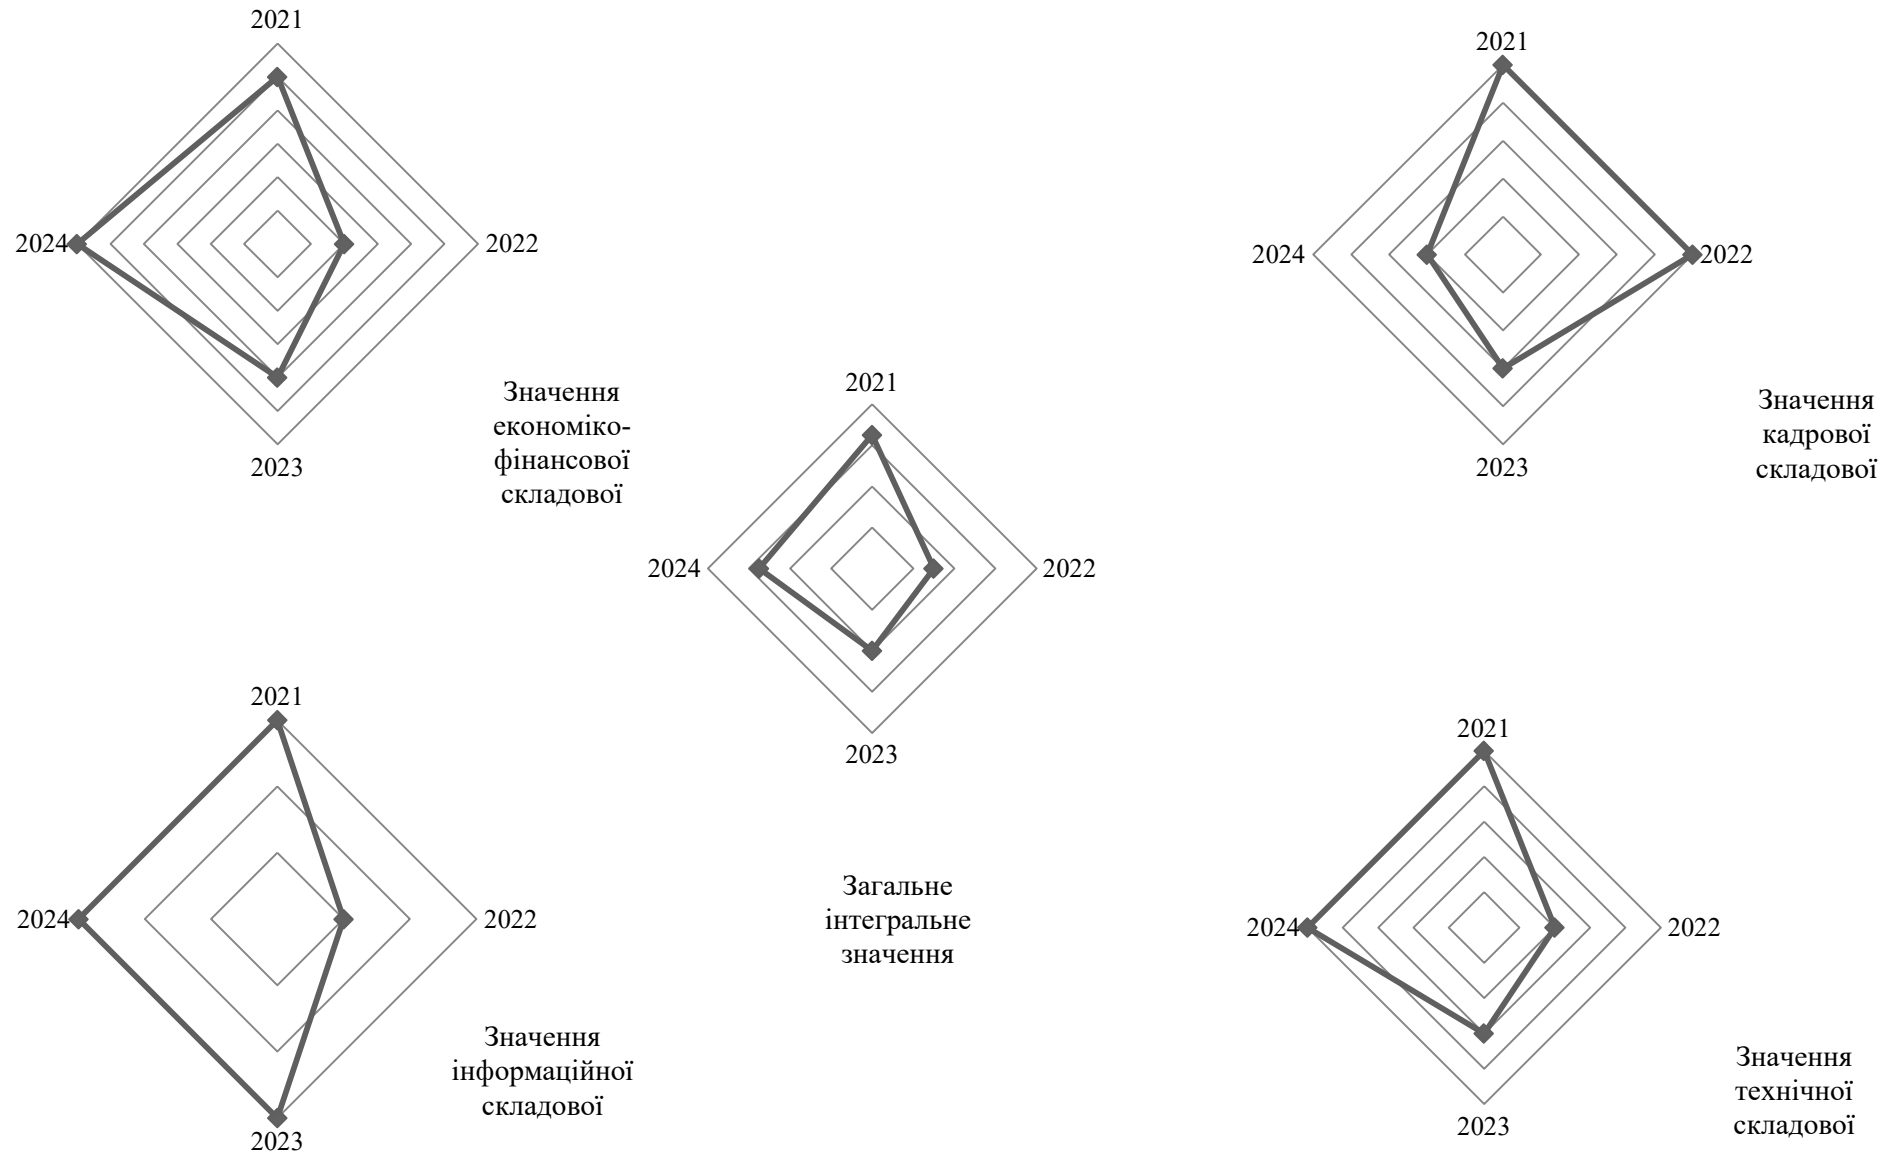 2021
2024
2022
2023
Значення
економіко-
фінансової
складової
2021
2024
2022
2023
Значення
кадрової
складової
2021
2024
2022
2023
Загальне
інтегральне
значення
2021
2024
2022
2023
Значення
інформаційної
складової
2021
2024
2022
2023
Значення
технічної
складової